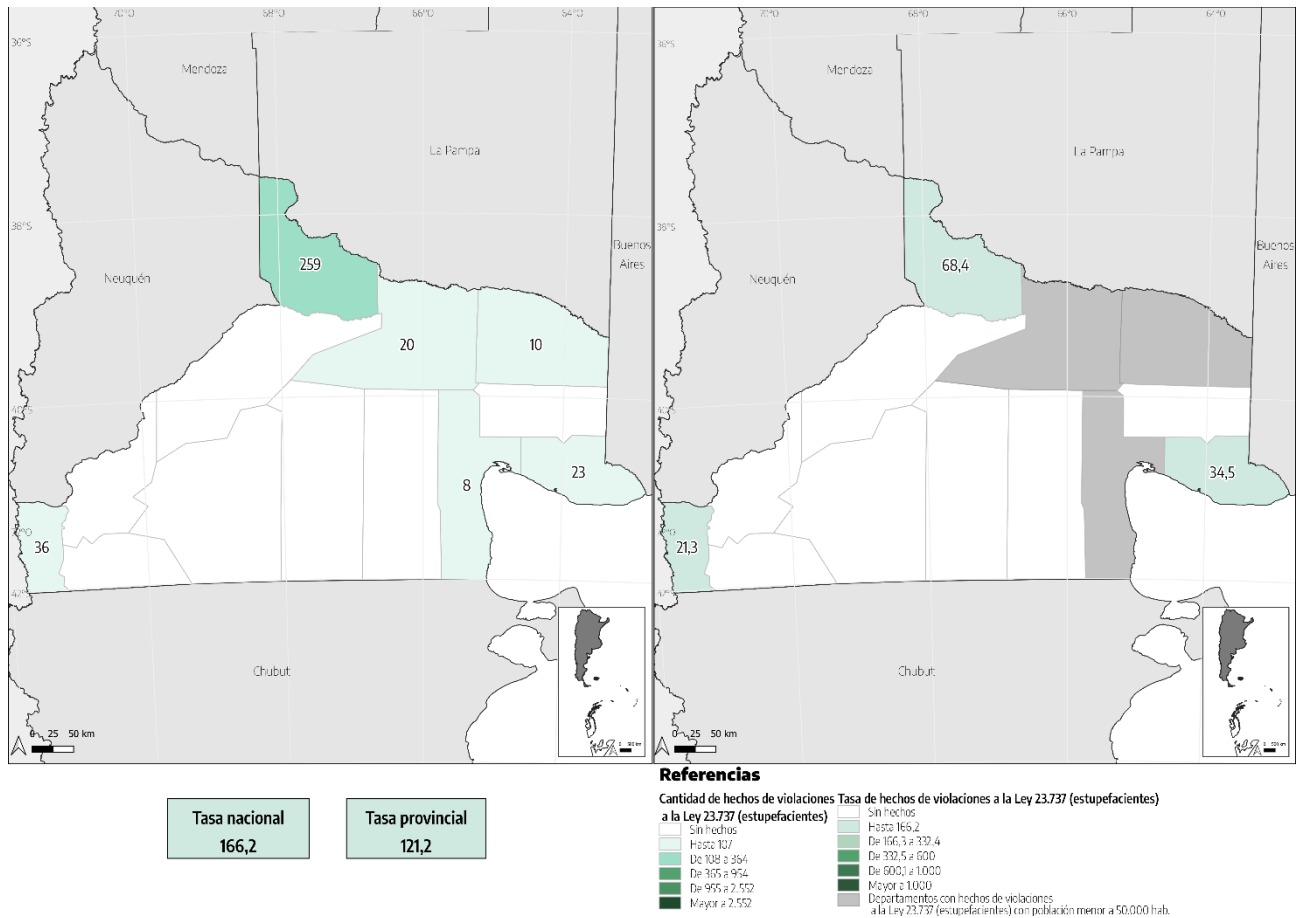 70°O
68°O
66°O
64°O
36°S
Mendoza
La Pampa
38°S
Buenos
Aires
Neuquén
259
20
10
40°S
8
23
36
42°S
Chubut
0 25 50 km
70°O
68°O
66°O
64°O
36°S
Mendoza
La Pampa
38°S
Buenos
Aires
Neuquén
68,4
40°S
34,5
21,3
42°S
Chubut
0 25 50 km
Tasa nacional
166,2
Tasa provincial
121,2
Referencias
Cantidad de hechos de violaciones
a la Ley 23.737 (estupefacientes)
Sin hechos
Hasta 107
De 108 a 364
De 365 a 954
De 955 a 2.552
Mayor a 2.552
Tasa de hechos de violaciones a la Ley 23.737 (estupefacientes)
Sin hechos
Hasta 166,2
De 166,3 a 332,4
De 332,5 a 600
De 600,1 a 1.000
Mayor a 1.000
Departamentos con hechos de violaciones
a la Ley 23.737 (estupefacientes) con población menor a 50.000 hab.